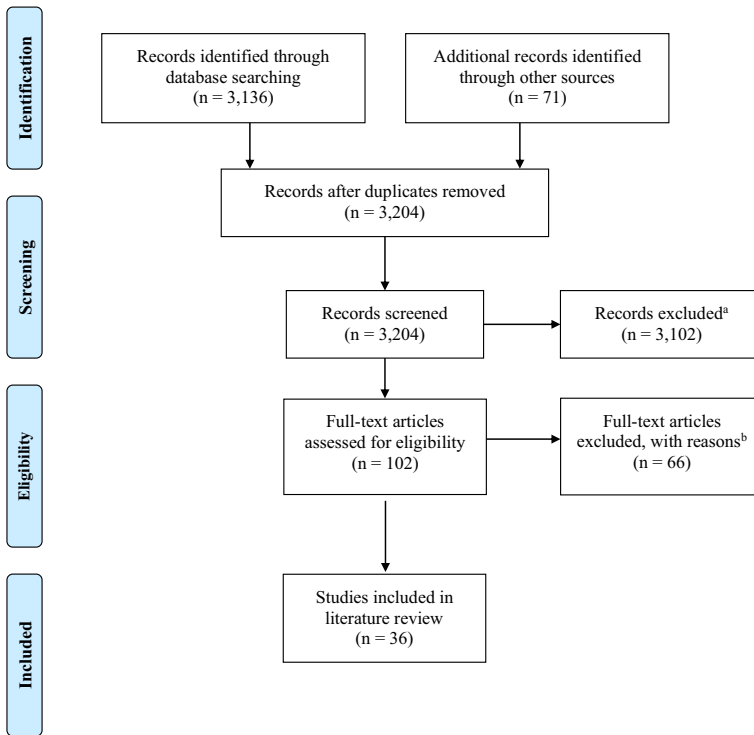 Identification
Records identified through
database searching
(n = 3,136)
Additional records identified
through other sources
(n = 71)
Records after duplicates removed
(n = 3,204)
Screening
Records screened
(n = 3,204)
Records excludedᵃ
(n = 3,102)
Eligibility
Full-text articles
assessed for eligibility
(n = 102)
Full-text articles
excluded, with reasonsᵇ
(n = 66)
Included
Studies included in
literature review
(n = 36)